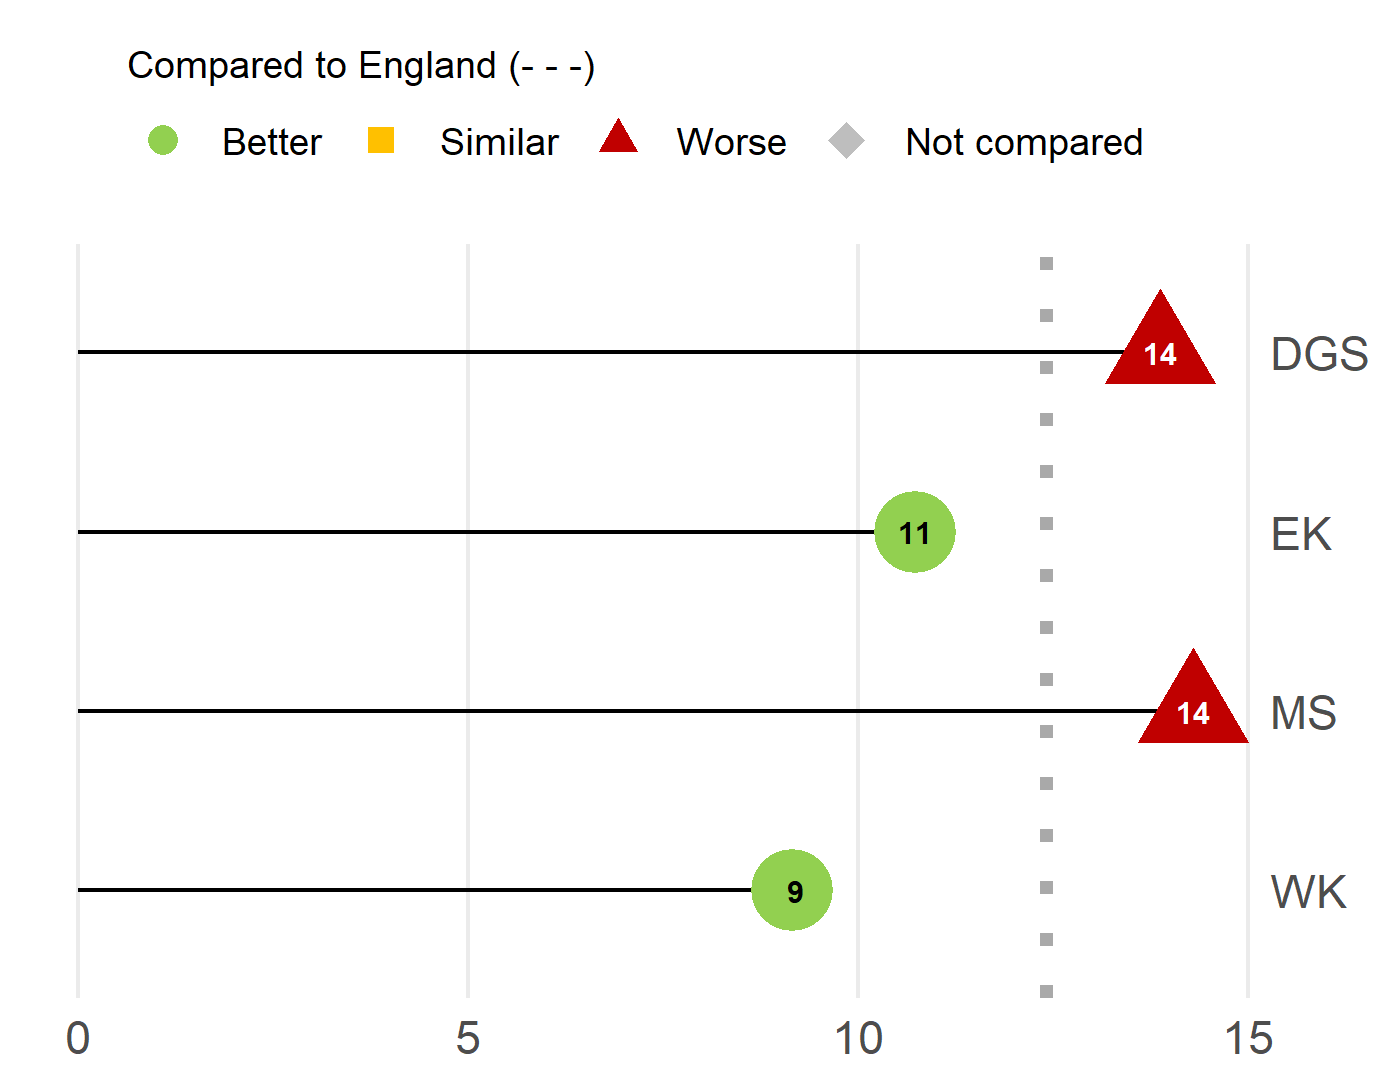 Compared to England (- - -)
Better Similar Worse Not compared
14 DGS
11 EK
14 MS
9 WK
0 5 10 15